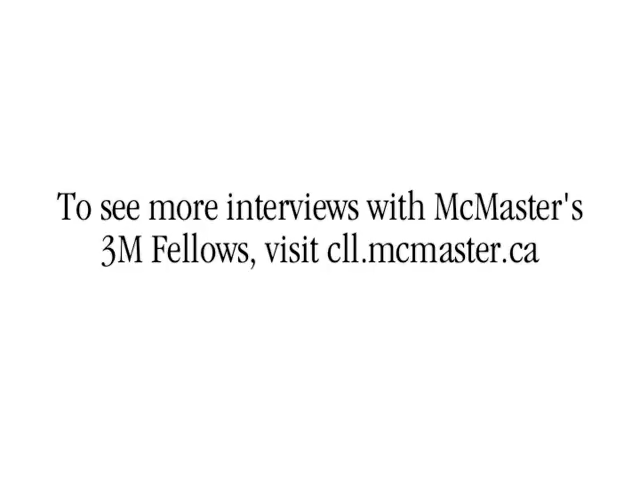 To see more interviews with McMaster's
3M Fellows, visit cll.mcmaster.ca